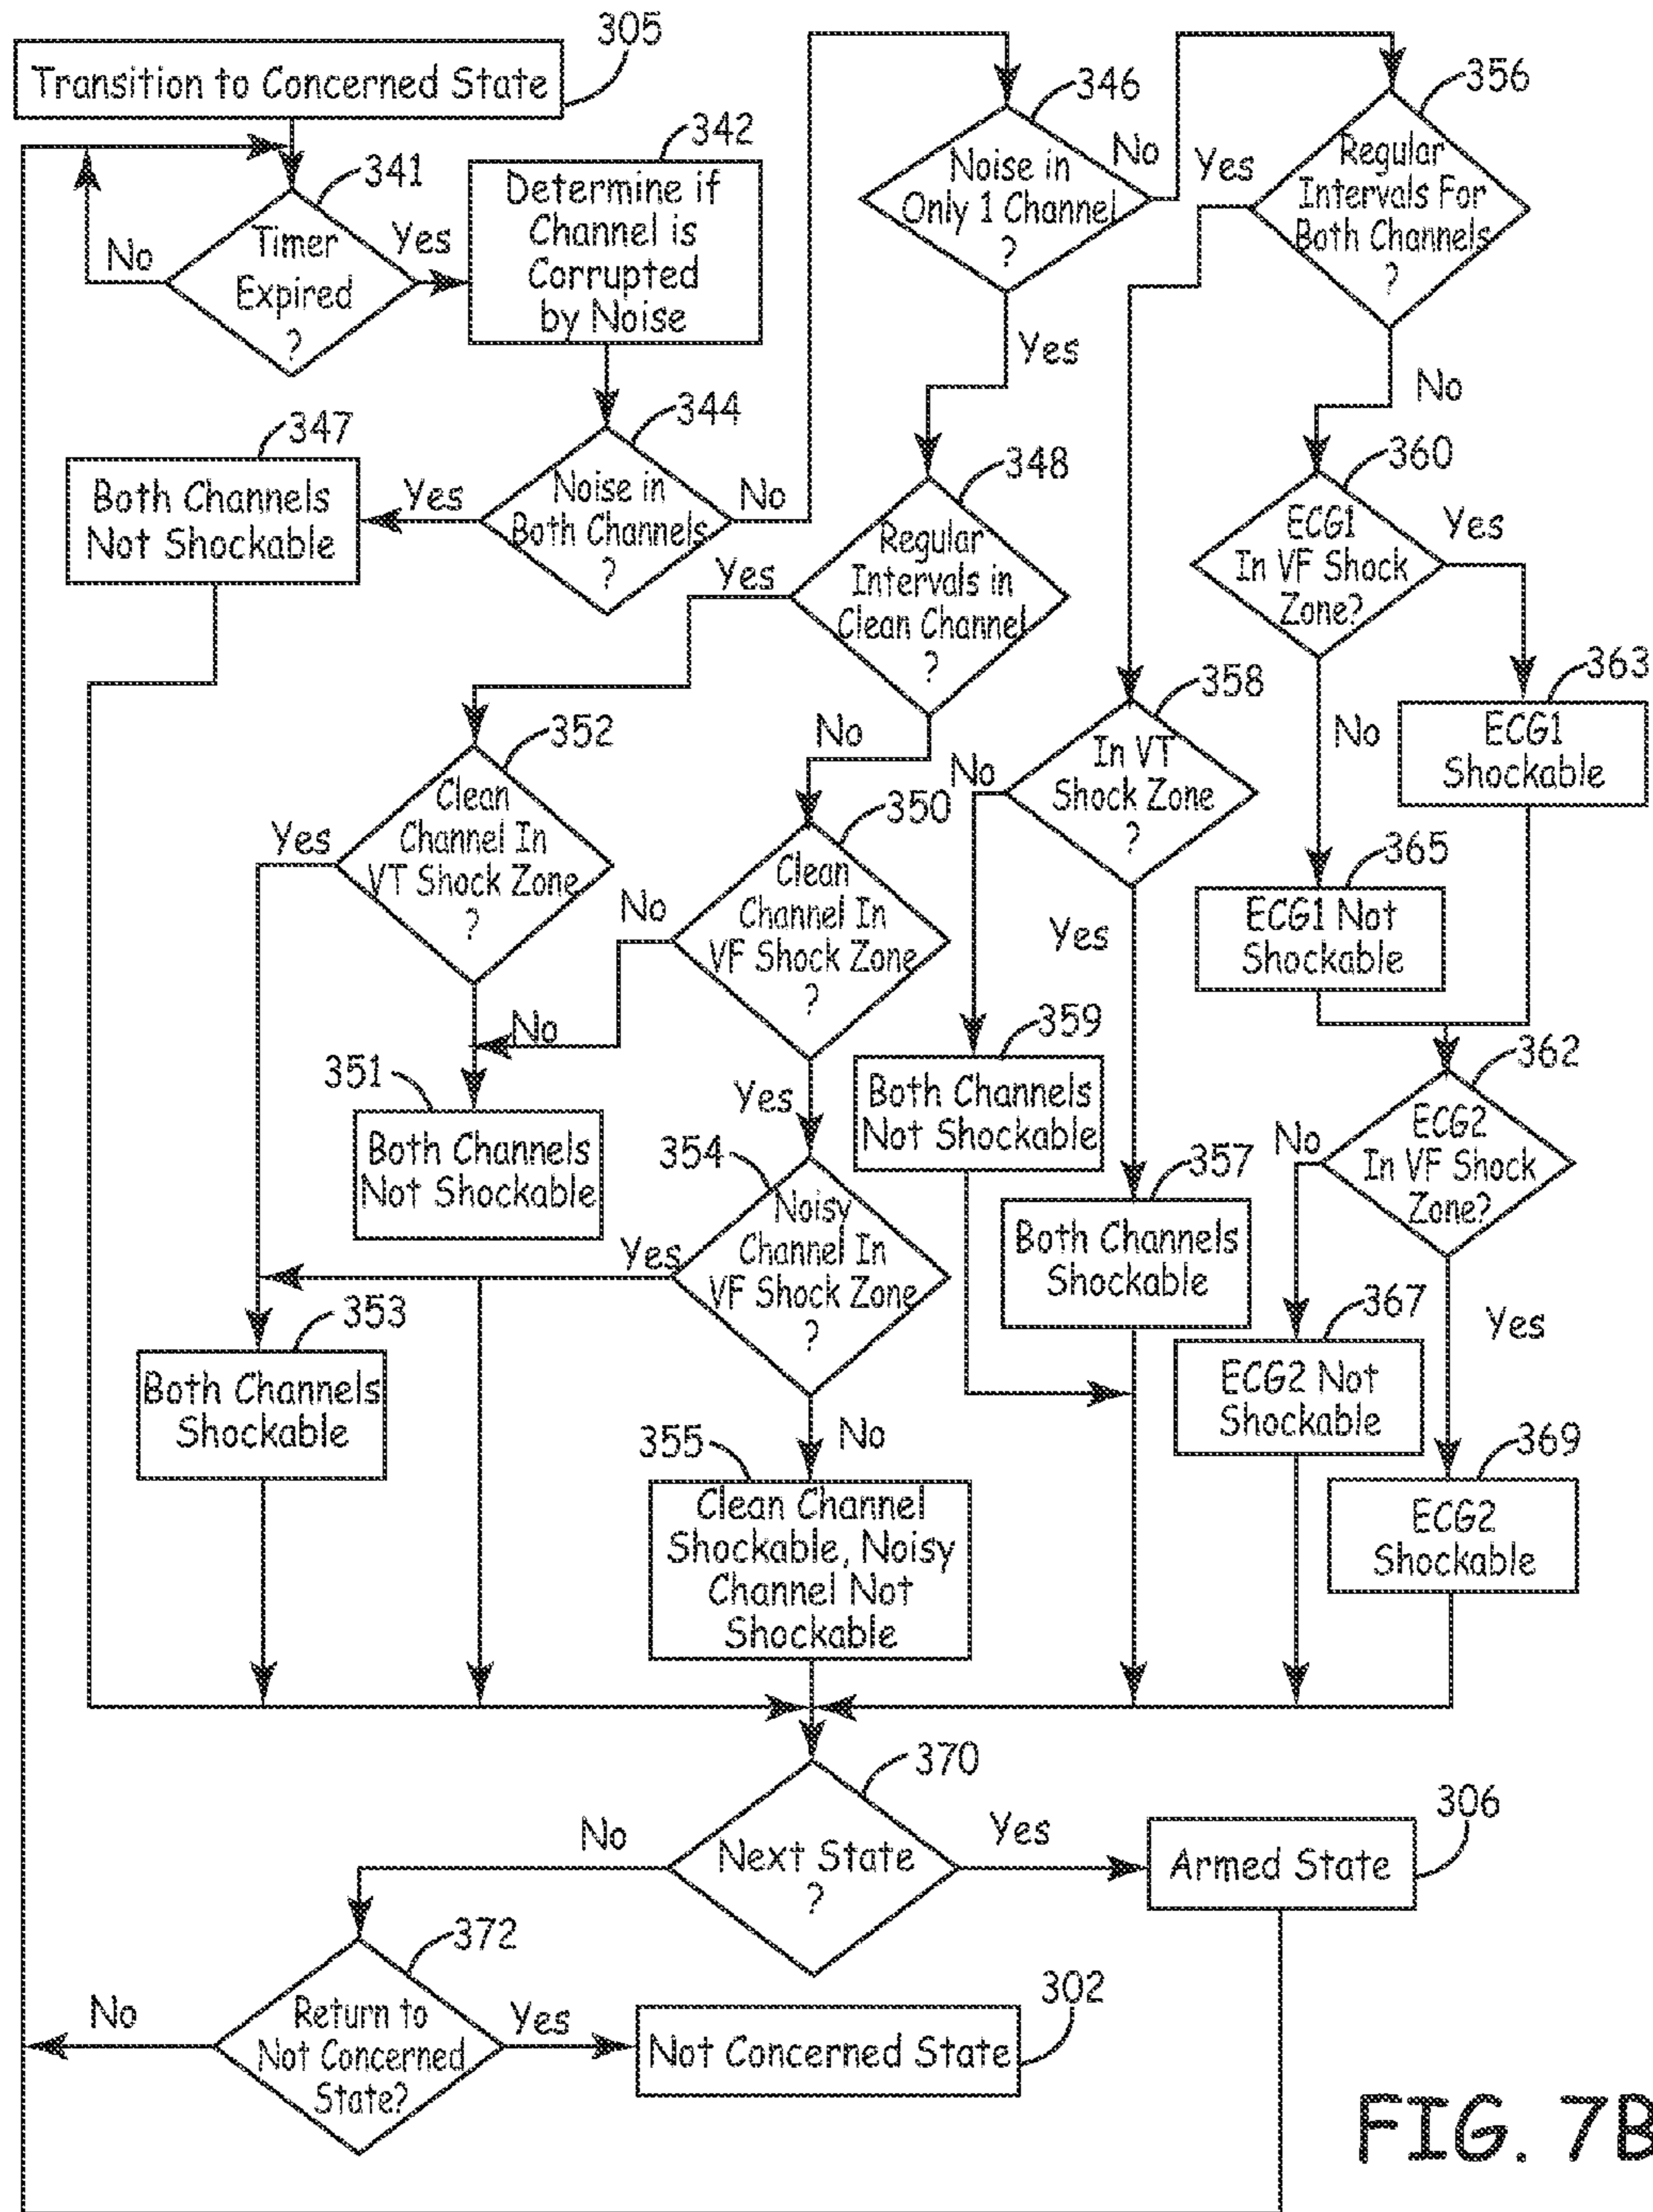 305
Transition to Concerned State
341
Timer
Expired
?
No
Yes
342
Determine if
Channel is
Corrupted
by Noise
344
Noise in
Both Channels
?
Yes
No
347
Both Channels
Not Shockable
346
Noise in
Only 1 Channel
?
No
Yes
356
Regular
Intervals For
Both Channels
?
Yes
No
348
Regular
Intervals in
Clean Channel
?
Yes
No
352
Clean
Channel In
VT Shock Zone
?
Yes
No
350
Clean
Channel In
VF Shock Zone
?
No
Yes
351
Both Channels
Not Shockable
354
Noisy
Channel In
VF Shock Zone
?
Yes
No
353
Both Channels
Shockable
355
Clean Channel
Shockable, Noisy
Channel Not
Shockable
358
In VT
Shock Zone
?
No
Yes
359
Both Channels
Not Shockable
357
Both Channels
Shockable
360
ECG1
In VF Shock
Zone?
Yes
No
363
ECG1
Shockable
365
ECG1 Not
Shockable
362
ECG2
In VF Shock
Zone?
No
Yes
367
ECG2 Not
Shockable
369
ECG2
Shockable
370
Next State
?
No
Yes
306
Armed State
372
Return to
Not Concerned
State?
No
Yes
302
Not Concerned State
FIG. 7B